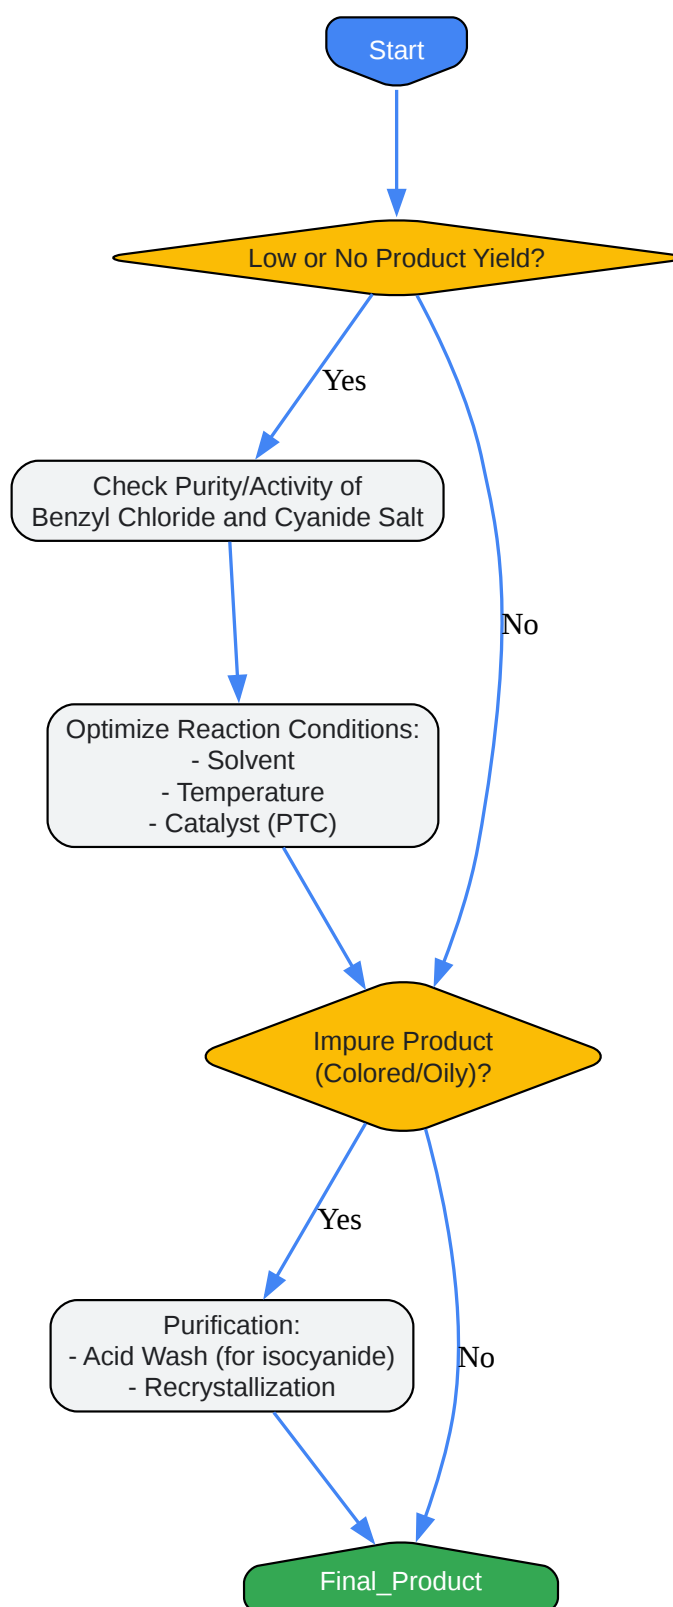 Start
Low or No Product Yield?
Yes
Check Purity/Activity of
Benzyl Chloride and Cyanide Salt
No
Optimize Reaction Conditions:
- Solvent
- Temperature
- Catalyst (PTC)
Impure Product
(Colored/Oily)?
Yes
Purification:
- Acid Wash (for isocyanide)
- Recrystallization
No
Final_Product